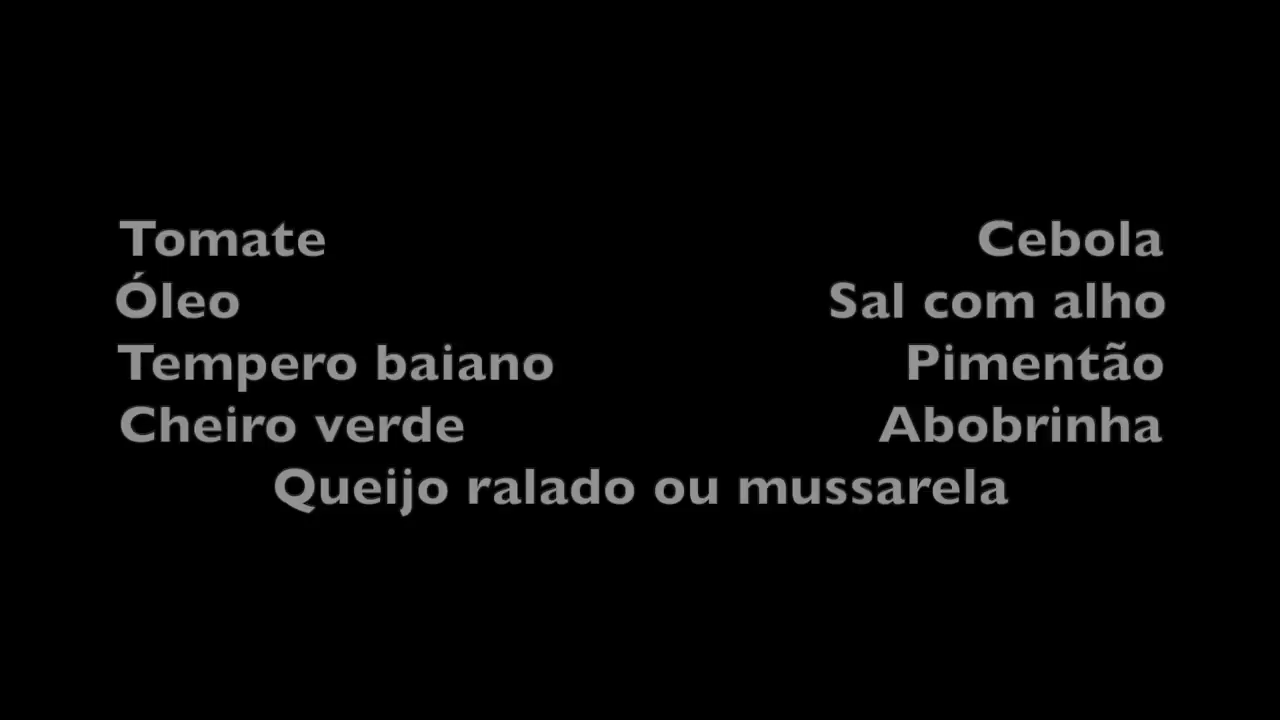 Tomate Cebola
Óleo Sal com alho
Tempero baiano Pimentão
Cheiro verde Abobrinha
Queijo ralado ou mussarela